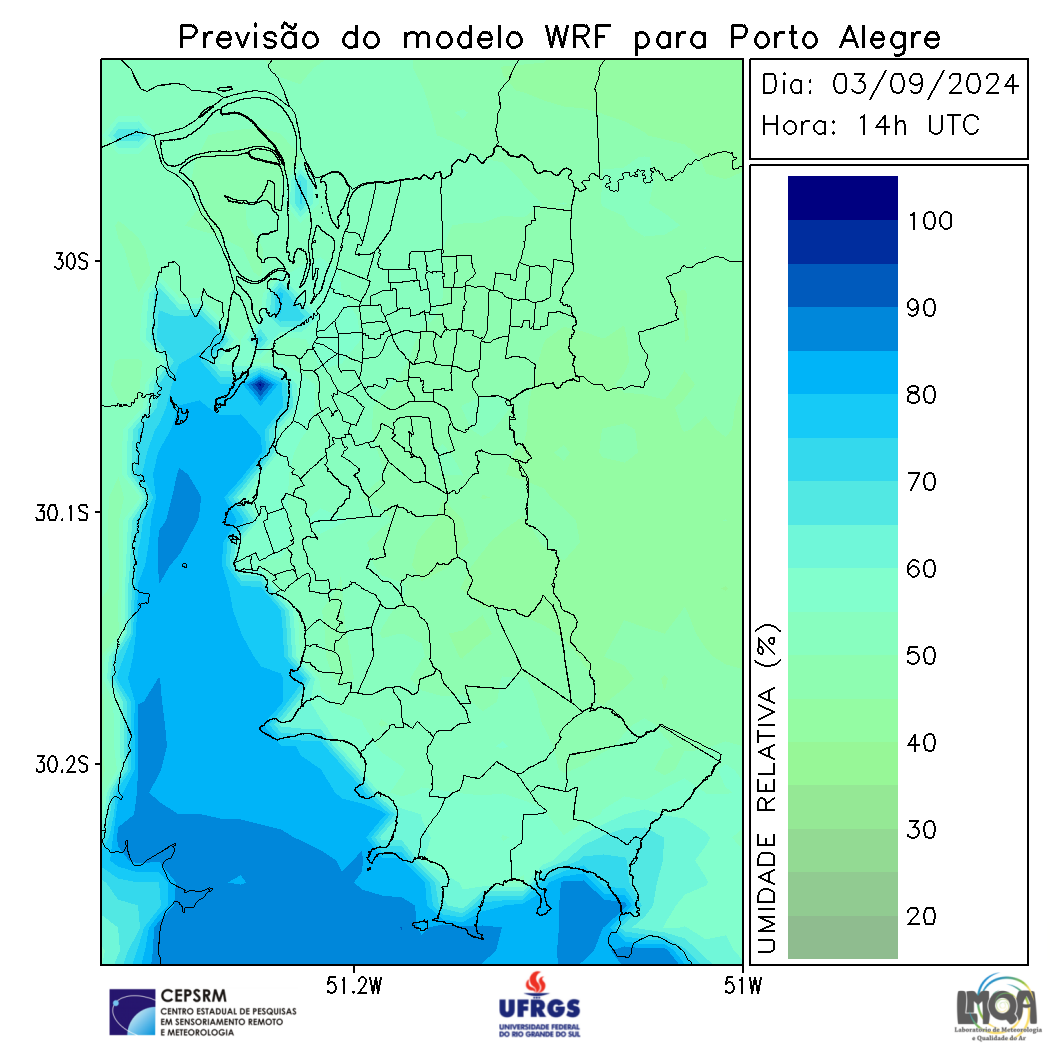 Previsão do modelo WRF para Porto Alegre
Dia: 03/09/2024
Hora: 14h UTC
100
90
80
70
60
50
40
30
20
UMIDADE RELATIVA (%)
30S
30.1S
30.2S
51.2W
51W
CEPSRM
CENTRO ESTADUAL DE PESQUISAS
EM SENSORIAMENTO REMOTO
E METEOROLOGIA
UFRGS
UNIVERSIDADE FEDERAL
DO RIO GRANDE DO SUL
LMQA
Laboratório de Meteorologia
e Qualidade do Ar